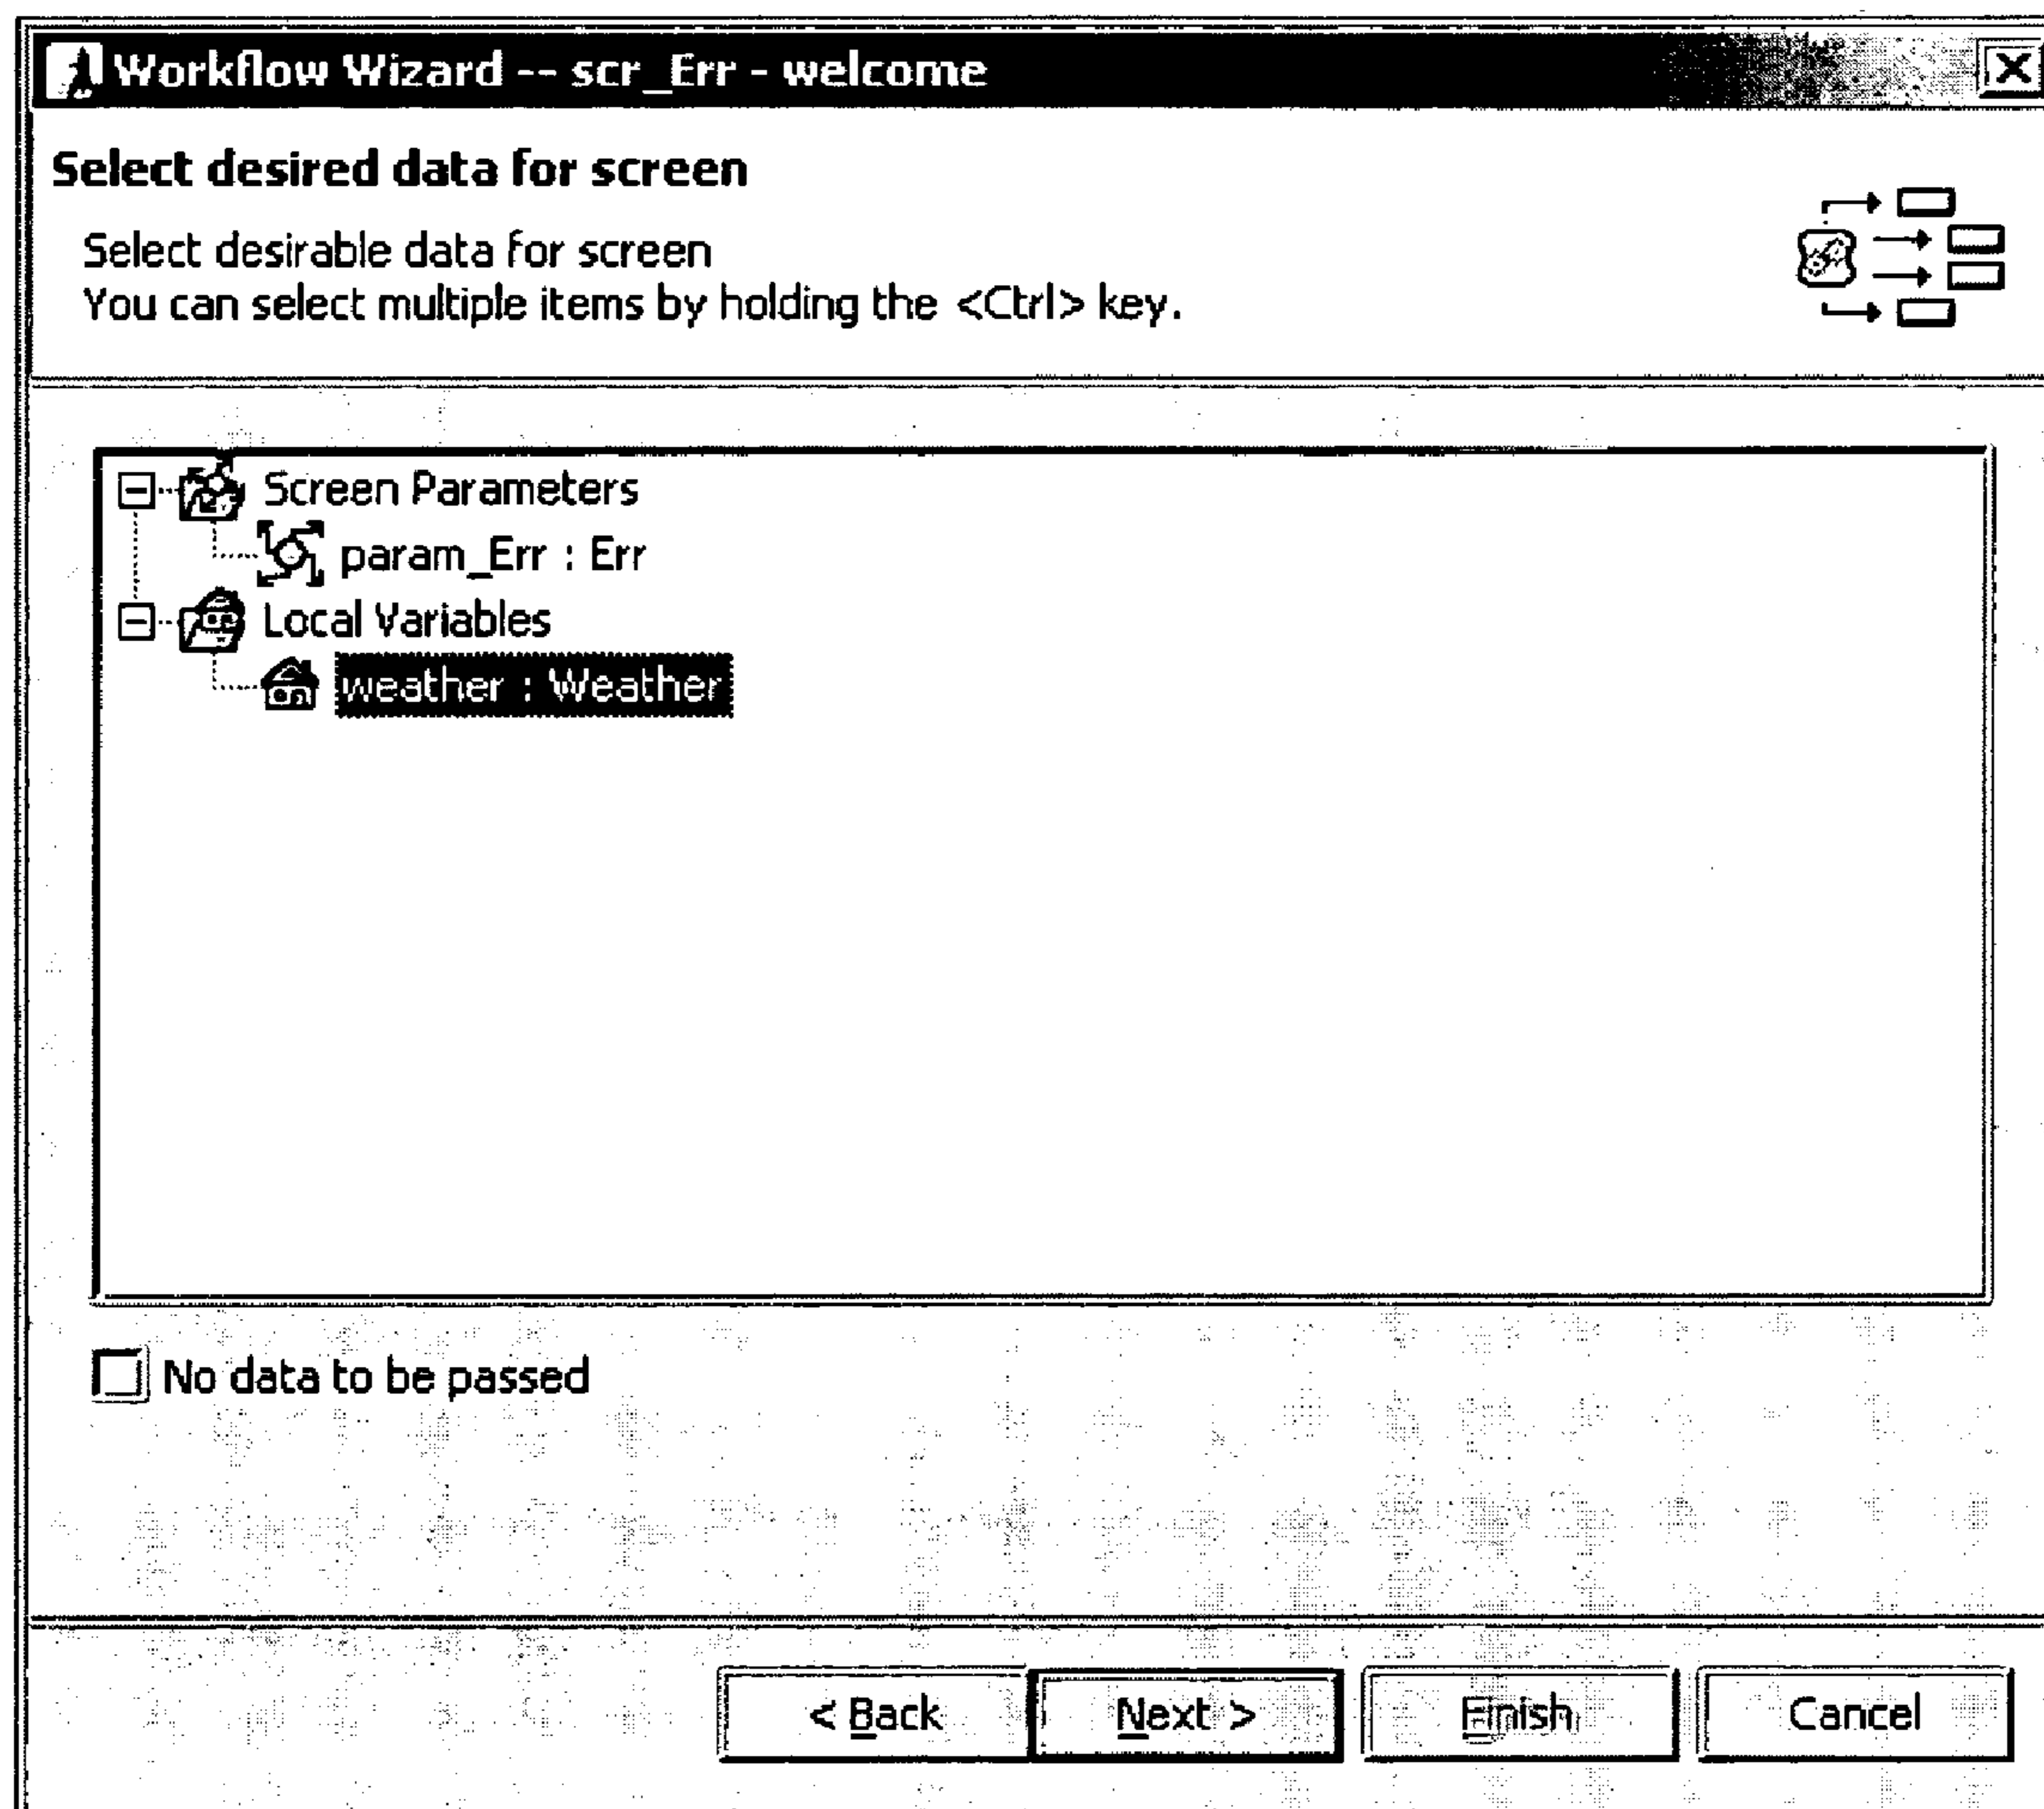 Workflow Wizard -- scr_Err - welcome
Select desired data for screen
Select desirable data for screen
You can select multiple items by holding the <Ctrl> key.
Screen Parameters
param_Err : Err
Local Variables
weather : Weather
No data to be passed
< Back Next > Finish Cancel